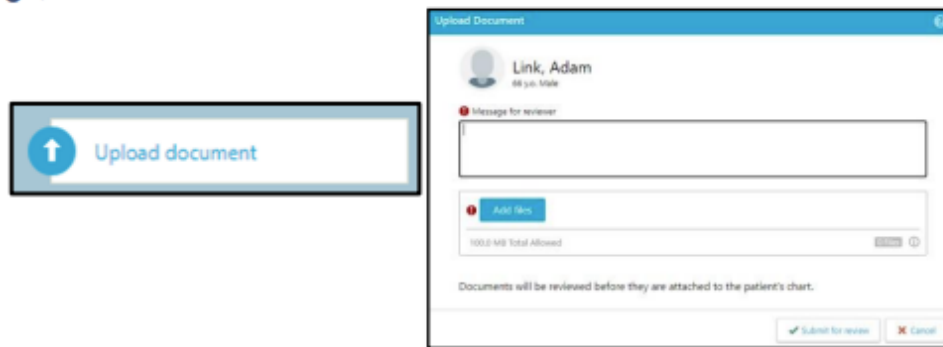 Upload document
Upload Document
Link, Adam
66 y.o. Male
Message for reviewer
Add files
100.0 MB Total Allowed
Documents will be reviewed before they are attached to the patient's chart.
Submit for review
Cancel